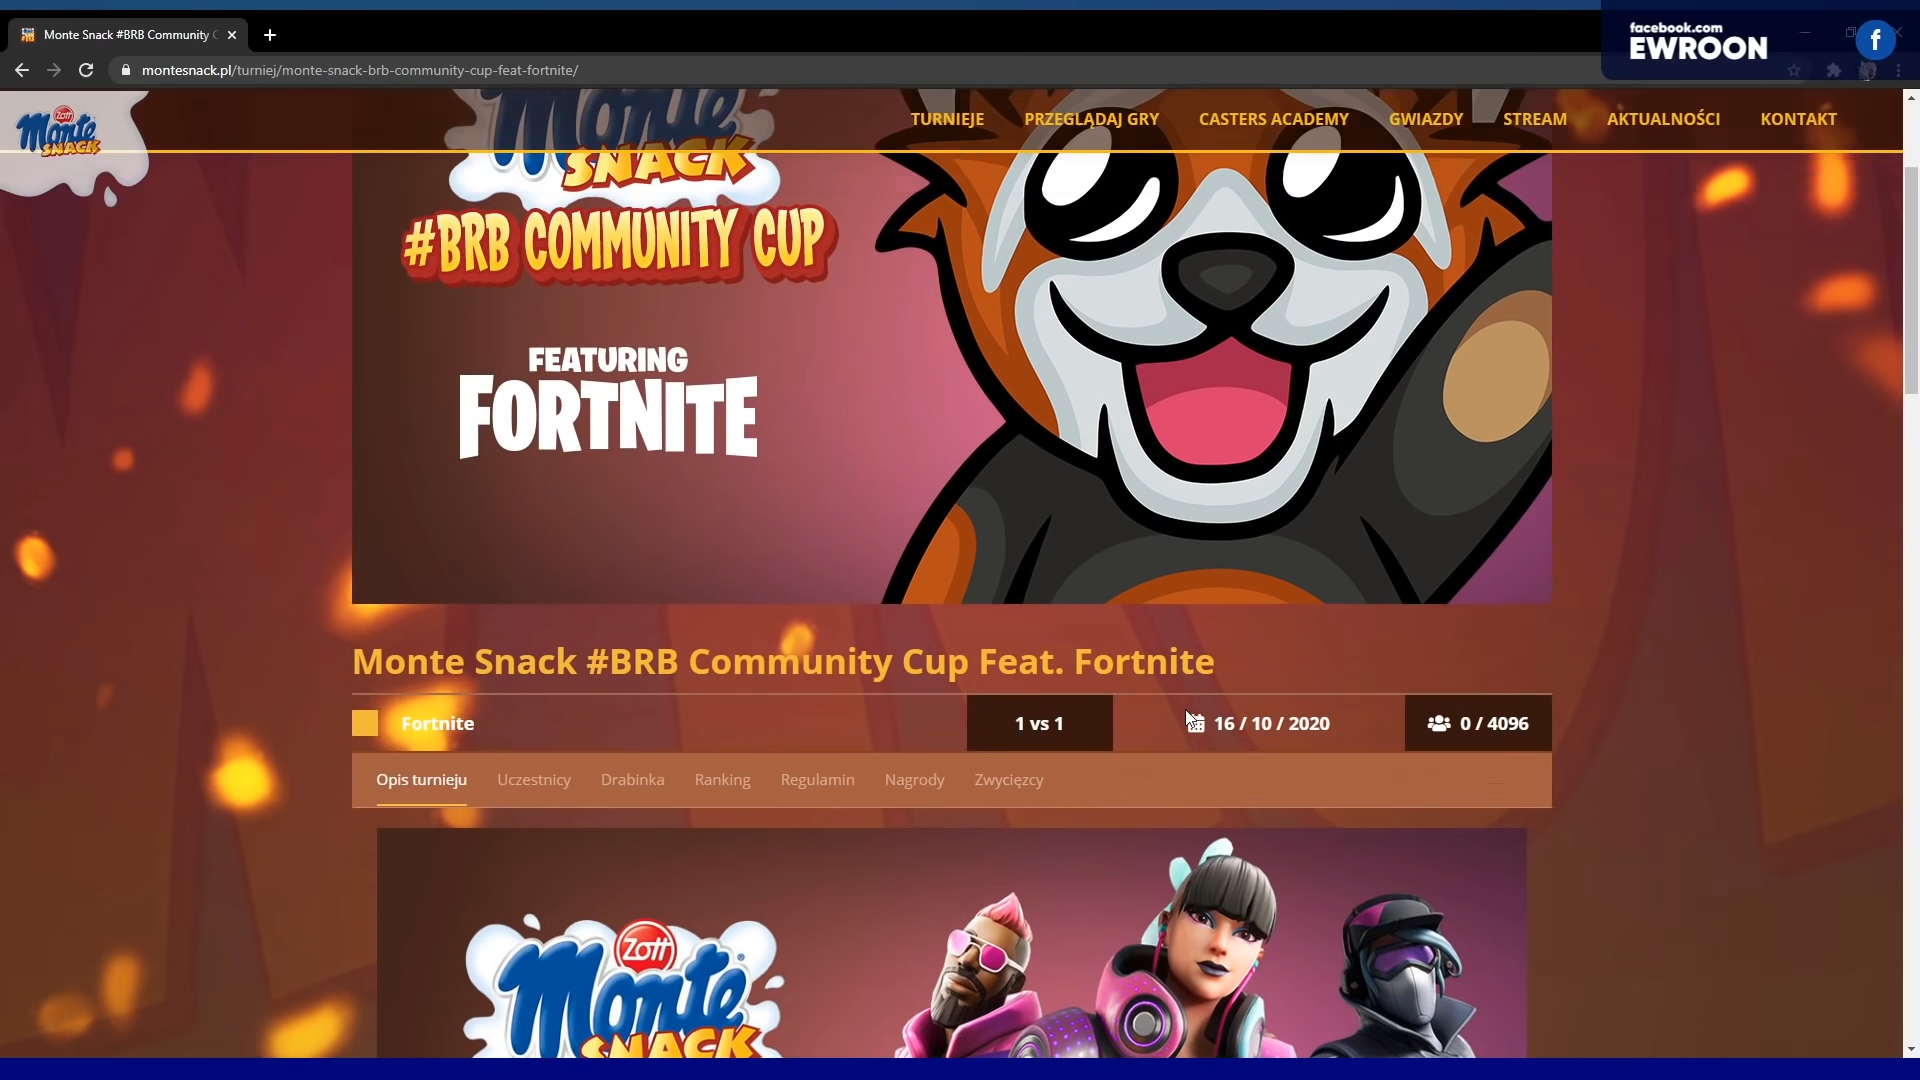 Monte Snack #BRB Community C
facebook.com
EWROON
f
montesnack.pl/turniej/monte-snack-brb-community-cup-feat-fortnite/
Zott
Monte
SNACK
TURNIEJE
PRZEGLĄDAJ GRY
CASTERS ACADEMY
GWIAZDY
STREAM
AKTUALNOŚCI
KONTAKT
Monte
SNACK
#BRB COMMUNITY CUP
FEATURING
FORTNITE
Monte Snack #BRB Community Cup Feat. Fortnite
Fortnite
1 vs 1
16 / 10 / 2020
0 / 4096
Opis turnieju
Uczestnicy
Drabinka
Ranking
Regulamin
Nagrody
Zwycięzcy
Zott
Monte
SNACK